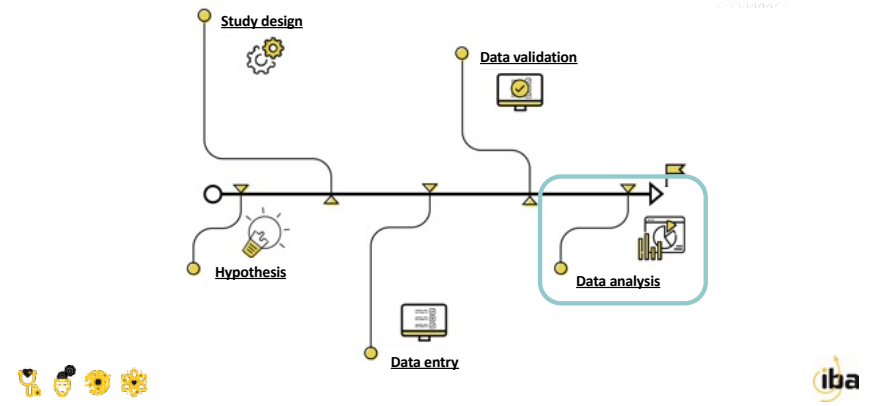 Study design
Data validation
Hypothesis
Data analysis
Data entry
iba